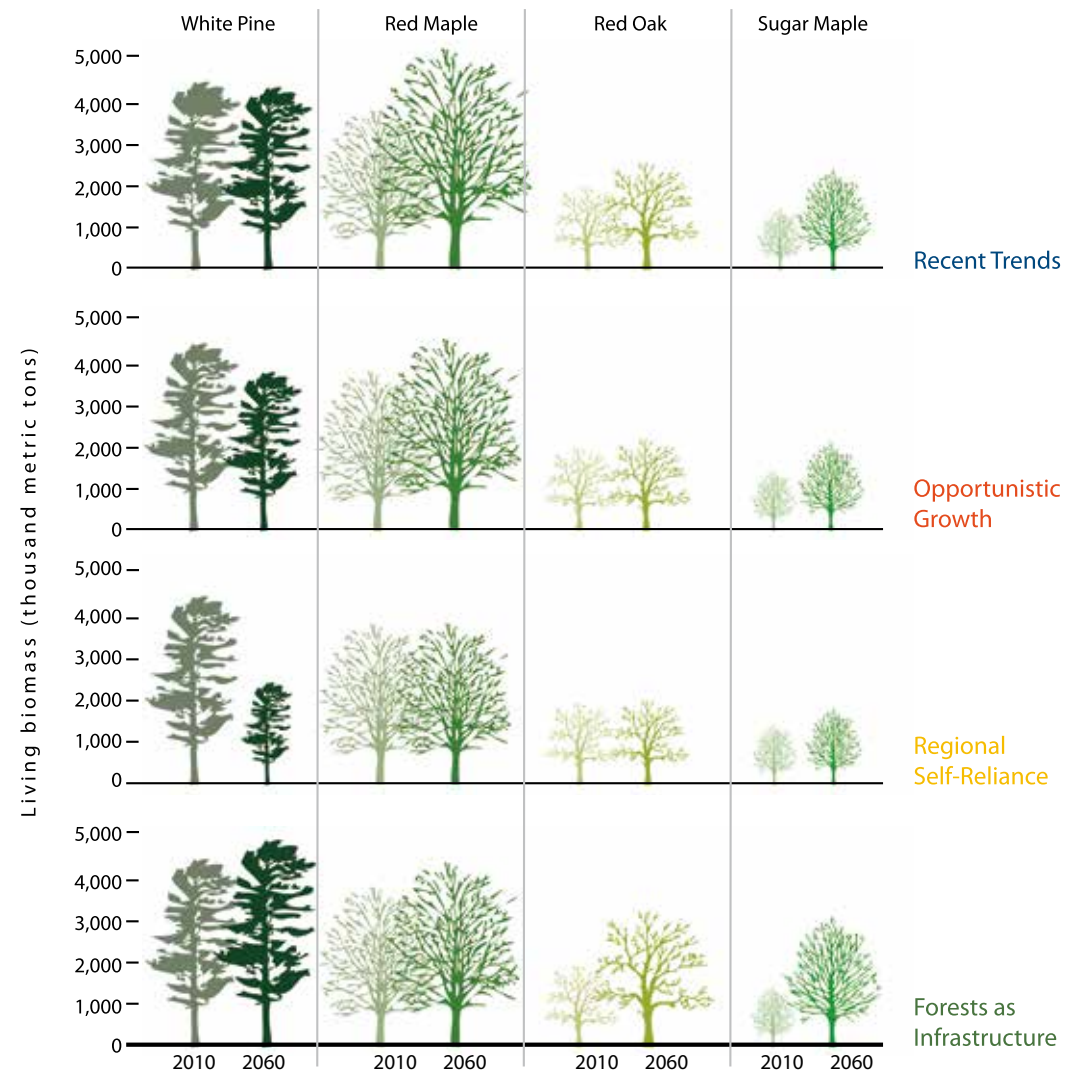 White Pine
Red Maple
Red Oak
Sugar Maple
Living biomass (thousand metric tons)
5,000
4,000
3,000
2,000
1,000
0
Recent Trends
5,000
4,000
3,000
2,000
1,000
0
Opportunistic
Growth
5,000
4,000
3,000
2,000
1,000
0
Regional
Self-Reliance
5,000
4,000
3,000
2,000
1,000
0
Forests as
Infrastructure
2010 2060 2010 2060 2010 2060 2010 2060